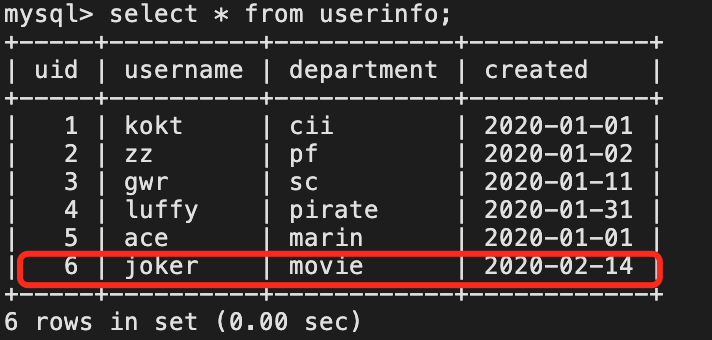 mysql> select * from userinfo;
+-----+----------+------------+------------+
| uid | username | department | created    |
+-----+----------+------------+------------+
|   1 | kokt     | cii        | 2020-01-01 |
|   2 | zz       | pf         | 2020-01-02 |
|   3 | gwr      | sc         | 2020-01-11 |
|   4 | luffy    | pirate     | 2020-01-31 |
|   5 | ace      | marin      | 2020-01-01 |
|   6 | joker    | movie      | 2020-02-14 |
+-----+----------+------------+------------+
6 rows in set (0.00 sec)